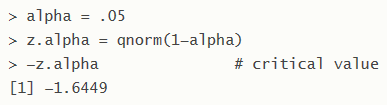 > alpha = .05
> z.alpha = qnorm(1−alpha)
> −z.alpha # critical value
[1] −1.6449